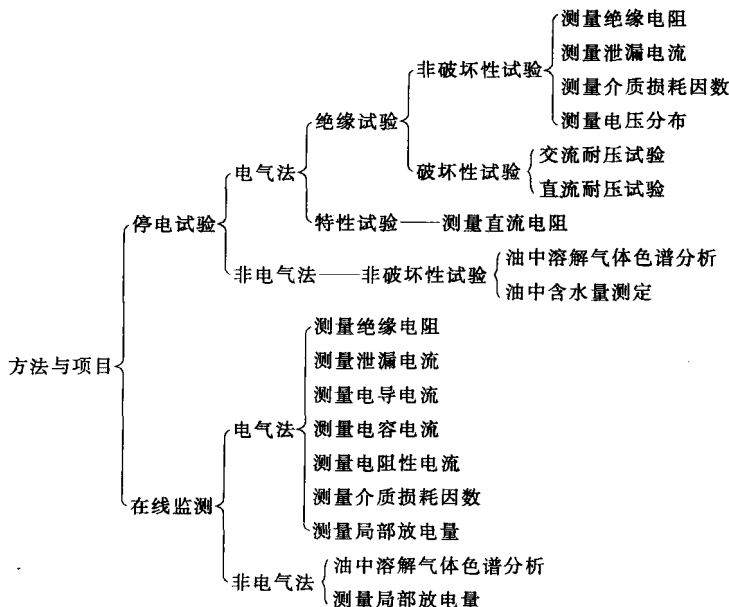 测量绝缘电阻
测量泄漏电流
非破坏性试验
测量介质损耗因数
绝缘试验
测量电压分布
交流耐压试验
电气法
破坏性试验
直流耐压试验
停电试验
特性试验——测量直流电阻
油中溶解气体色谱分析
非电气法——非破坏性试验
油中含水量测定
测量绝缘电阻
方法与项目
测量泄漏电流
测量电导电流
电气法
测量电容电流
测量电阻性电流
在线监测
测量介质损耗因数
测量局部放电量
油中溶解气体色谱分析
非电气法
测量局部放电量